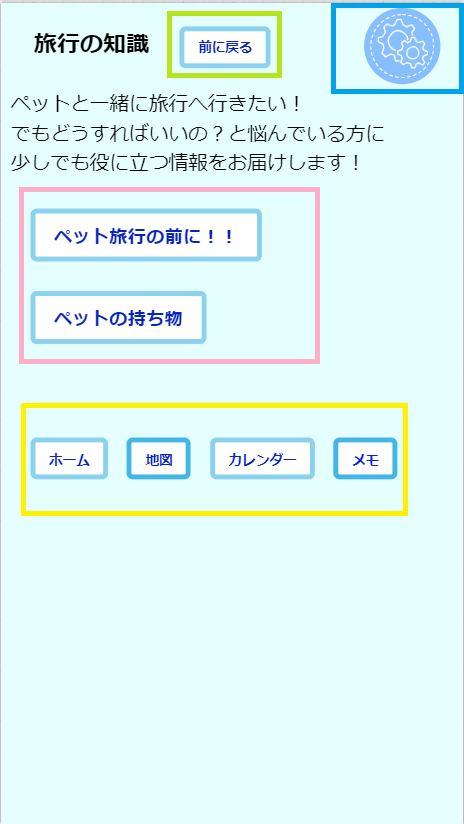 旅行の知識
前に戻る
ペットと一緒に旅行へ行きたい！
でもどうすればいいの？と悩んでいる方に
少しでも役に立つ情報をお届けします！
ペット旅行の前に！！
ペットの持ち物
ホーム
地図
カレンダー
メモ